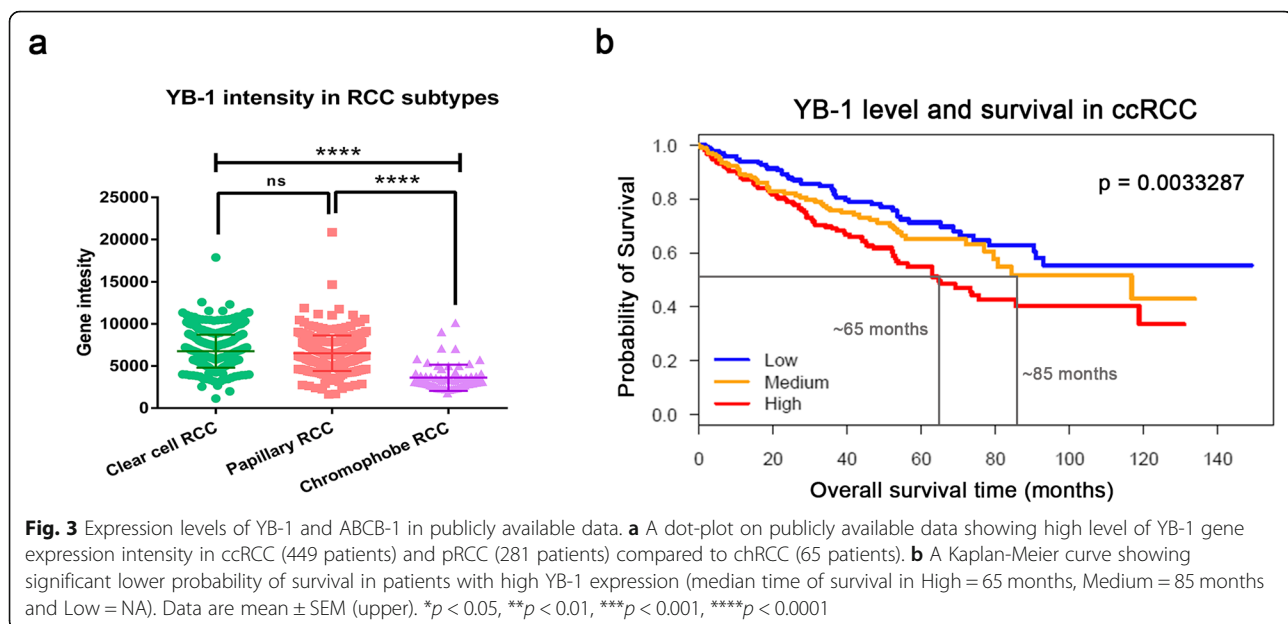 a
YB-1 intensity in RCC subtypes
****
ns
****
25000
20000
15000
10000
5000
0
Gene intesity
Clear cell RCC
Papillary RCC
Chromophobe RCC
b
YB-1 level and survival in ccRCC
p = 0.0033287
1.0
0.8
0.6
0.4
0.2
0.0
Probability of Survival
~65 months
~85 months
Low
Medium
High
0 20 40 60 80 100 120 140
Overall survival time (months)
Fig. 3 Expression levels of YB-1 and ABCB-1 in publicly available data. a A dot-plot on publicly available data showing high level of YB-1 gene
expression intensity in ccRCC (449 patients) and pRCC (281 patients) compared to chRCC (65 patients). b A Kaplan-Meier curve showing
significant lower probability of survival in patients with high YB-1 expression (median time of survival in High = 65 months, Medium = 85 months
and Low = NA). Data are mean ± SEM (upper). *p < 0.05, **p < 0.01, ***p < 0.001, ****p < 0.0001